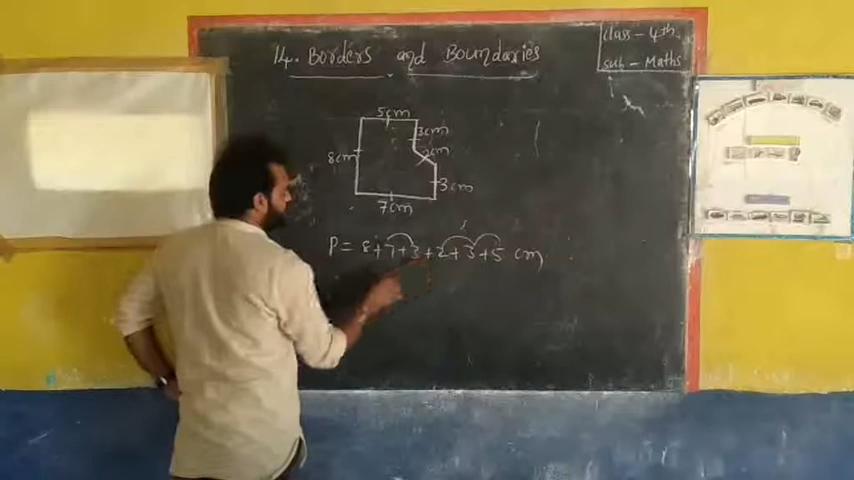 14. Borders and Boundaries
class - 4th.
sub - Maths
5cm
3cm
2cm
8cm
3cm
7cm
P = 8+7+3+2+3+5 cm